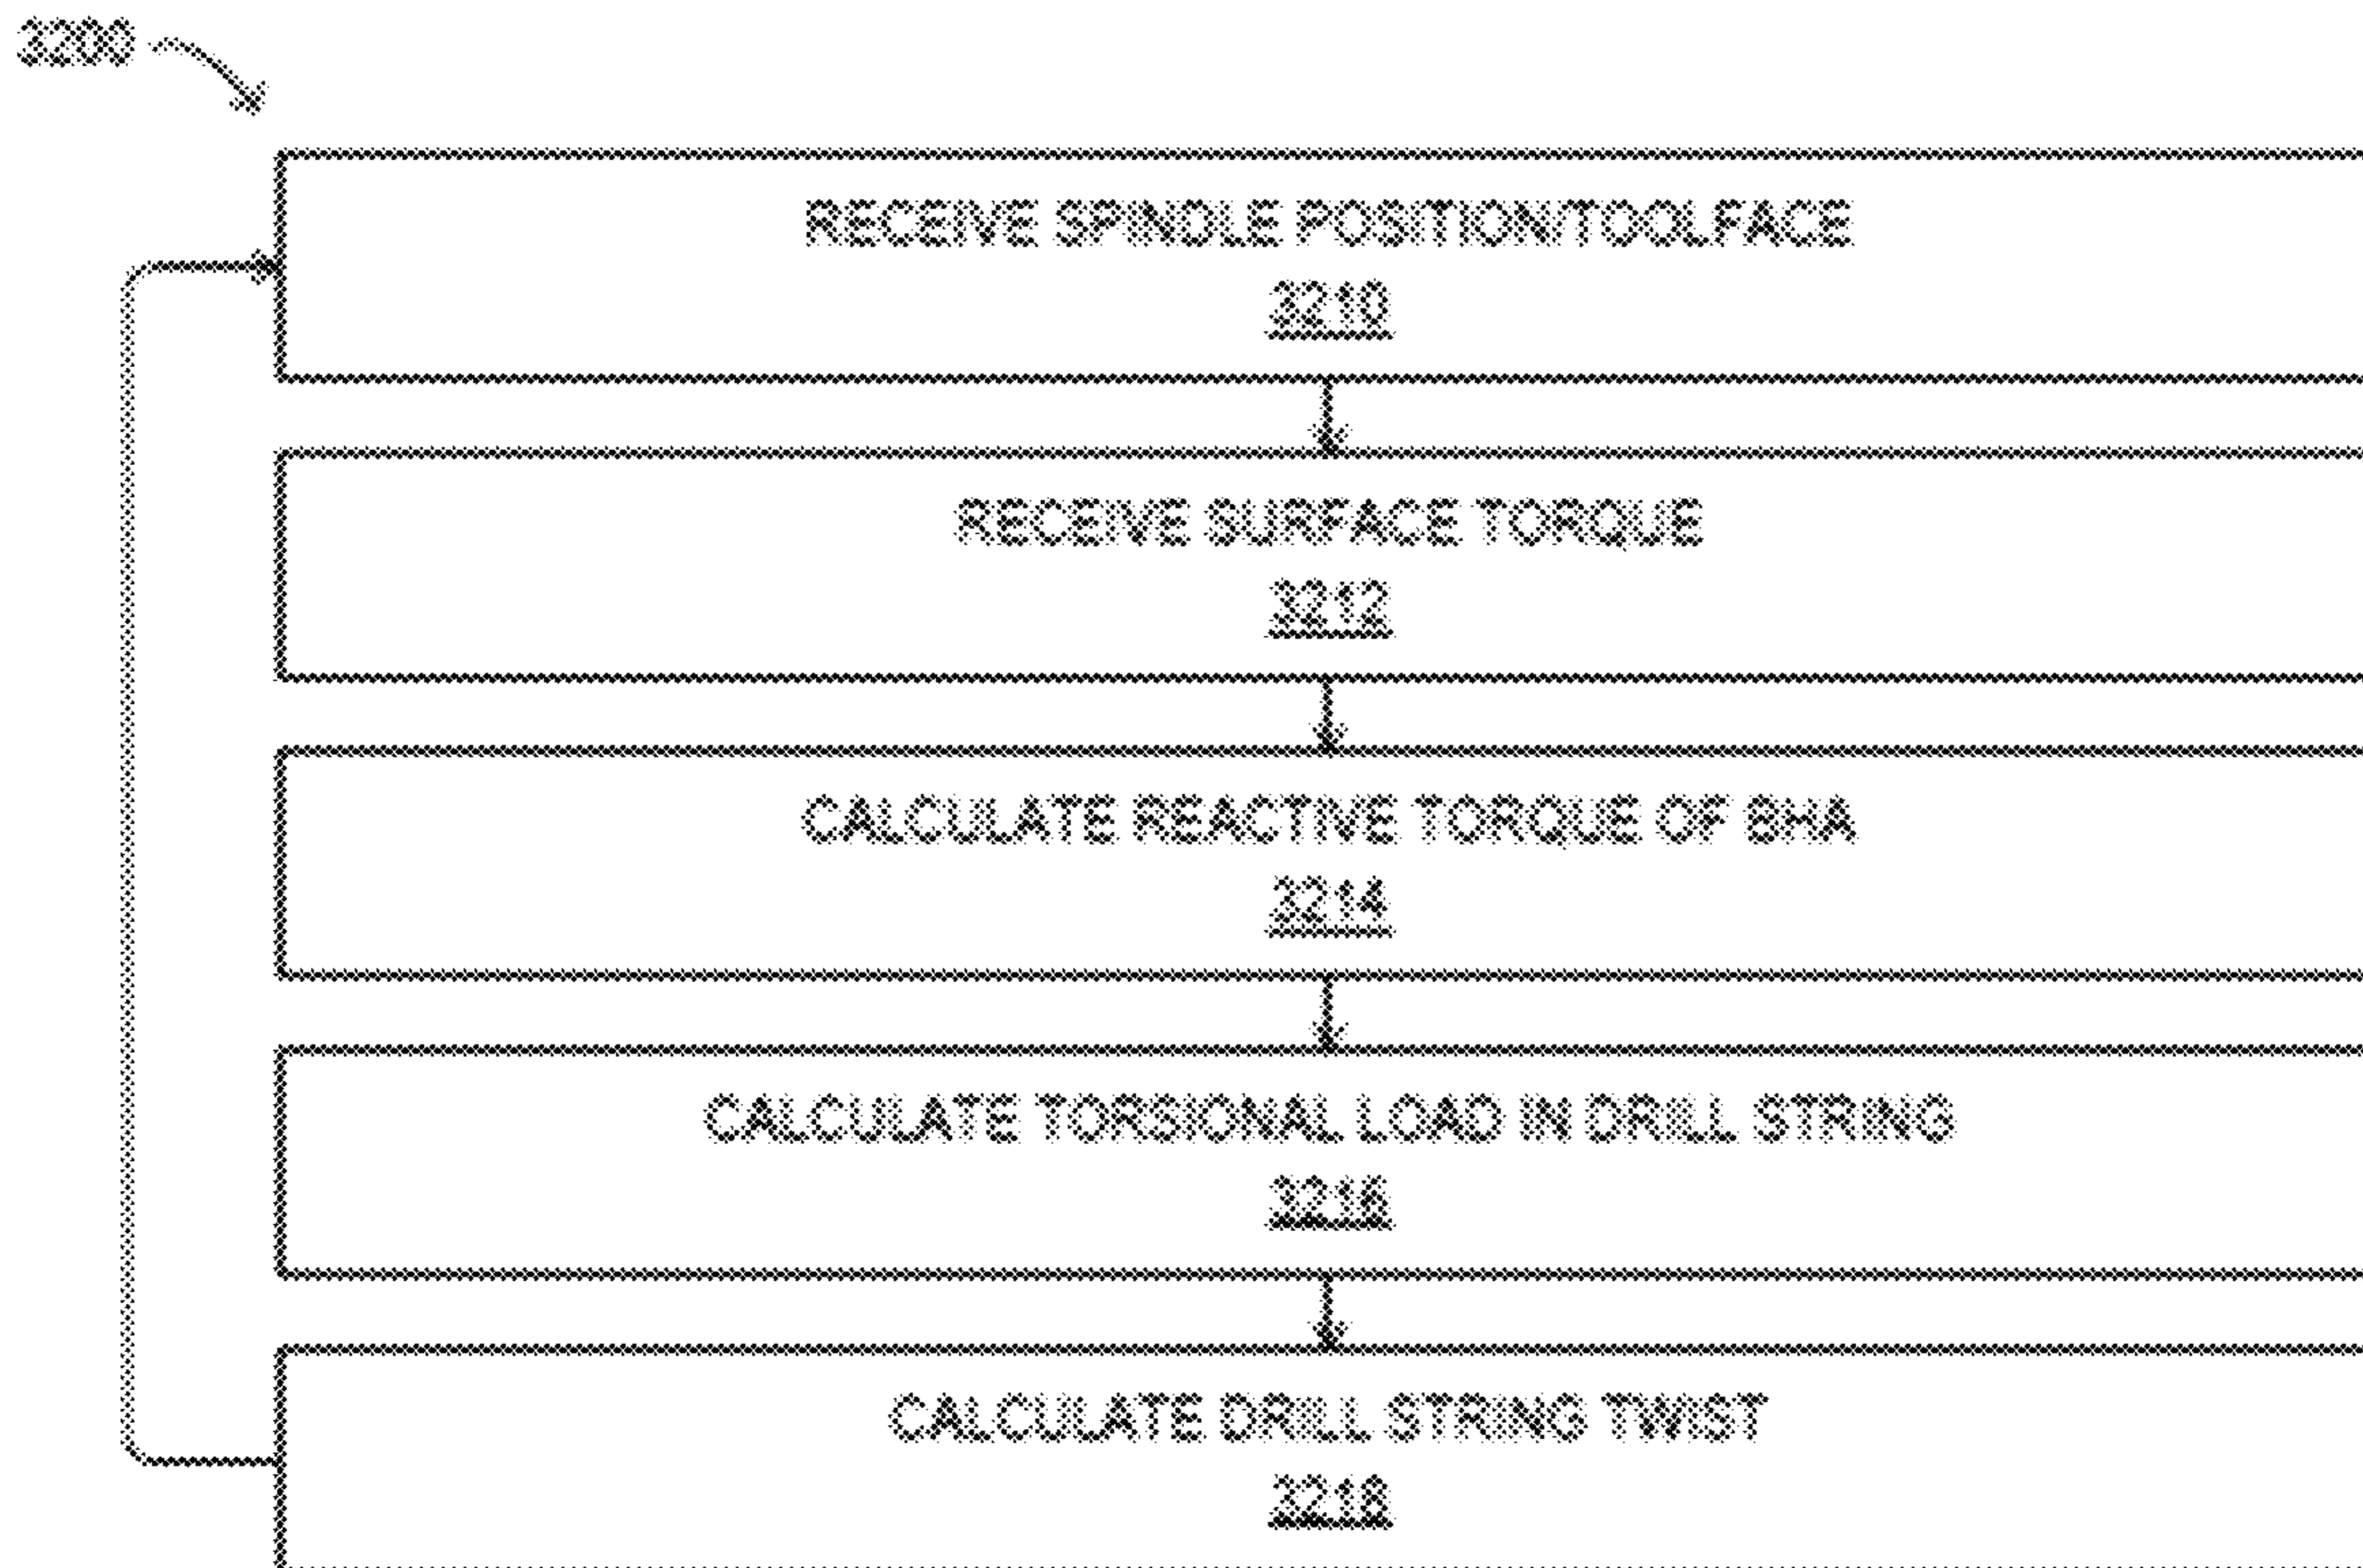 3200
RECEIVE SPINDLE POSITION/TOOLFACE
3210
RECEIVE SURFACE TORQUE
3212
CALCULATE REACTIVE TORQUE OF BHA
3214
CALCULATE TORSIONAL LOAD IN DRILL STRING
3216
CALCULATE DRILL STRING TWIST
3218